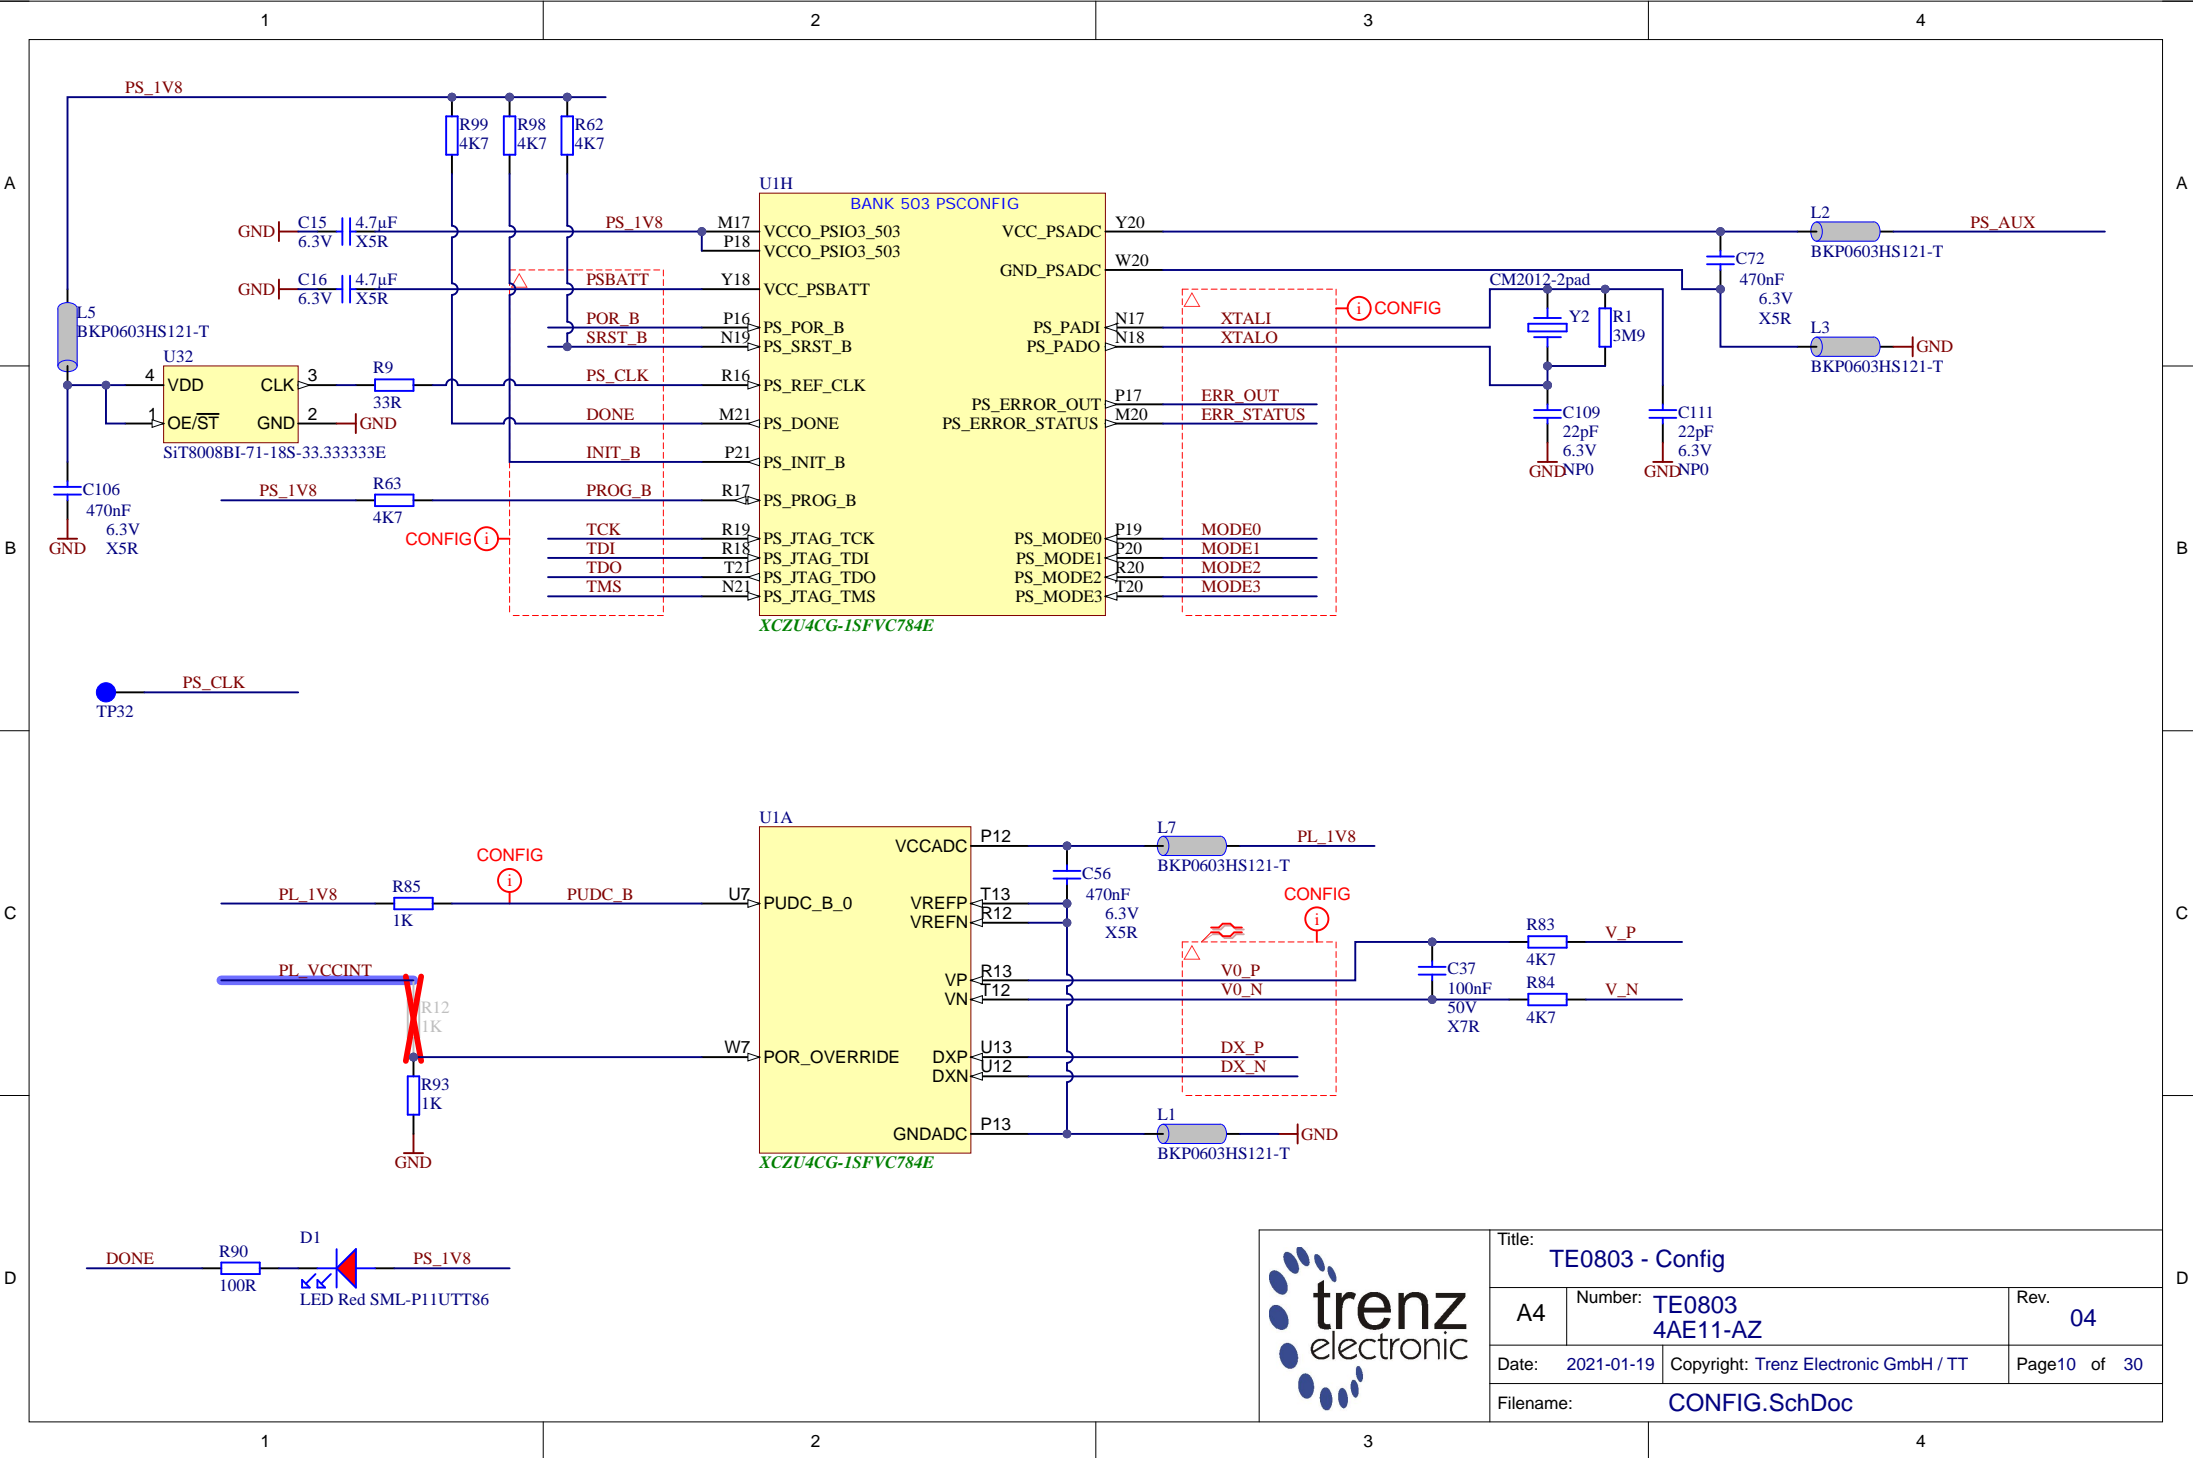 1 2 3 4
A
A
B
B
C
C
D
D
PS_1V8
R99
4K7
R98
4K7
R62
4K7
GND
C15
6.3V
4.7µF
X5R
PS_1V8
GND
C16
6.3V
4.7µF
X5R
PSBATT
L5
BKP0603HS121-T
U32
4 VDD
1 OE/ST
CLK 3
GND 2
GND
SiT8008BI-71-18S-33.333333E
R9
33R
C106
470nF
6.3V
X5R
GND
PS_1V8
R63
4K7
CONFIG i
POR_B
SRST_B
PS_CLK
DONE
INIT_B
PROG_B
TCK
TDI
TDO
TMS
U1H
BANK 503 PSCONFIG
M17 VCCO_PSIO3_503
P18 VCCO_PSIO3_503
Y18 VCC_PSBATT
P16 PS_POR_B
N19 PS_SRST_B
R16 PS_REF_CLK
M21 PS_DONE
P21 PS_INIT_B
R17 PS_PROG_B
R19 PS_JTAG_TCK
R18 PS_JTAG_TDI
T21 PS_JTAG_TDO
N21 PS_JTAG_TMS
VCC_PSADC Y20
GND_PSADC W20
PS_PADI N17
PS_PADO N18
PS_ERROR_OUT P17
PS_ERROR_STATUS M20
PS_MODE0 P19
PS_MODE1 P20
PS_MODE2 R20
PS_MODE3 T20
XCZU4CG-1SFVC784E
XTALI
XTALO
ERR_OUT
ERR_STATUS
MODE0
MODE1
MODE2
MODE3
i CONFIG
CM2012-2pad
Y2
R1
3M9
C109
22pF
6.3V
NP0
GND
C111
22pF
6.3V
NP0
GND
C72
470nF
6.3V
X5R
L2
BKP0603HS121-T
PS_AUX
L3
BKP0603HS121-T
GND
TP32
PS_CLK
PL_1V8
R85
1K
CONFIG
i
PUDC_B
PL_VCCINT
R12
1K
R93
1K
GND
U1A
U7 PUDC_B_0
W7 POR_OVERRIDE
VCCADC P12
VREFP T13
VREFN R12
VP R13
VN T12
DXP U13
DXN U12
GNDADC P13
XCZU4CG-1SFVC784E
L7
BKP0603HS121-T
PL_1V8
C56
470nF
6.3V
X5R
CONFIG
i
V0_P
V0_N
DX_P
DX_N
C37
100nF
50V
X7R
R83
4K7
V_P
R84
4K7
V_N
L1
BKP0603HS121-T
GND
DONE
R90
100R
D1
LED Red SML-P11UTT86
PS_1V8
trenz
electronic
Title:
TE0803 - Config
A4
Number: TE0803
4AE11-AZ
Rev.
04
Date: 2021-01-19
Copyright: Trenz Electronic GmbH / TT
Page10 of 30
Filename: CONFIG.SchDoc
1 2 3 4